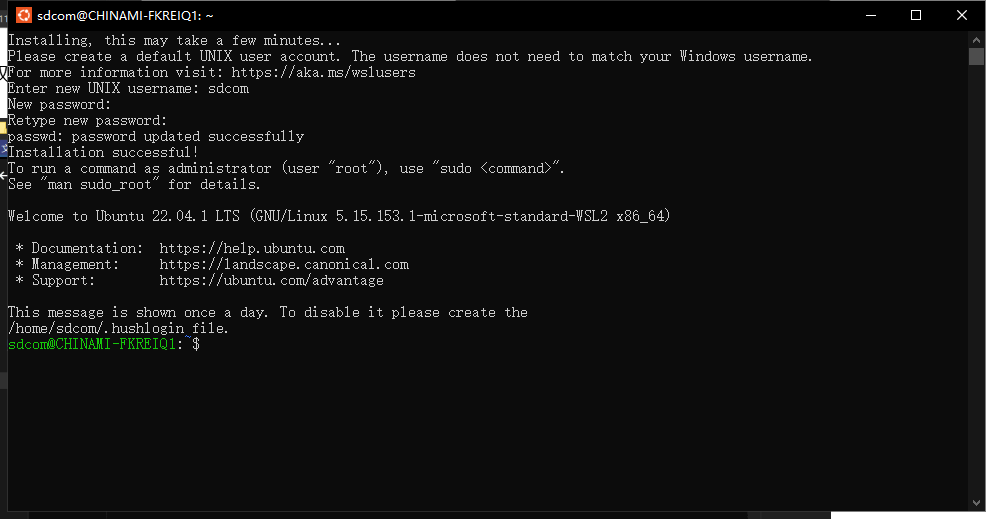 sdcom@CHINAMI-FKREIQ1: ~
Installing, this may take a few minutes...
Please create a default UNIX user account. The username does not need to match your Windows username.
For more information visit: https://aka.ms/wslusers
Enter new UNIX username: sdcom
New password:
Retype new password:
passwd: password updated successfully
Installation successful!
To run a command as administrator (user "root"), use "sudo <command>".
See "man sudo_root" for details.
Welcome to Ubuntu 22.04.1 LTS (GNU/Linux 5.15.153.1-microsoft-standard-WSL2 x86_64)
* Documentation:  https://help.ubuntu.com
* Management:     https://landscape.canonical.com
* Support:        https://ubuntu.com/advantage
This message is shown once a day. To disable it please create the
/home/sdcom/.hushlogin file.
sdcom@CHINAMI-FKREIQ1:~$